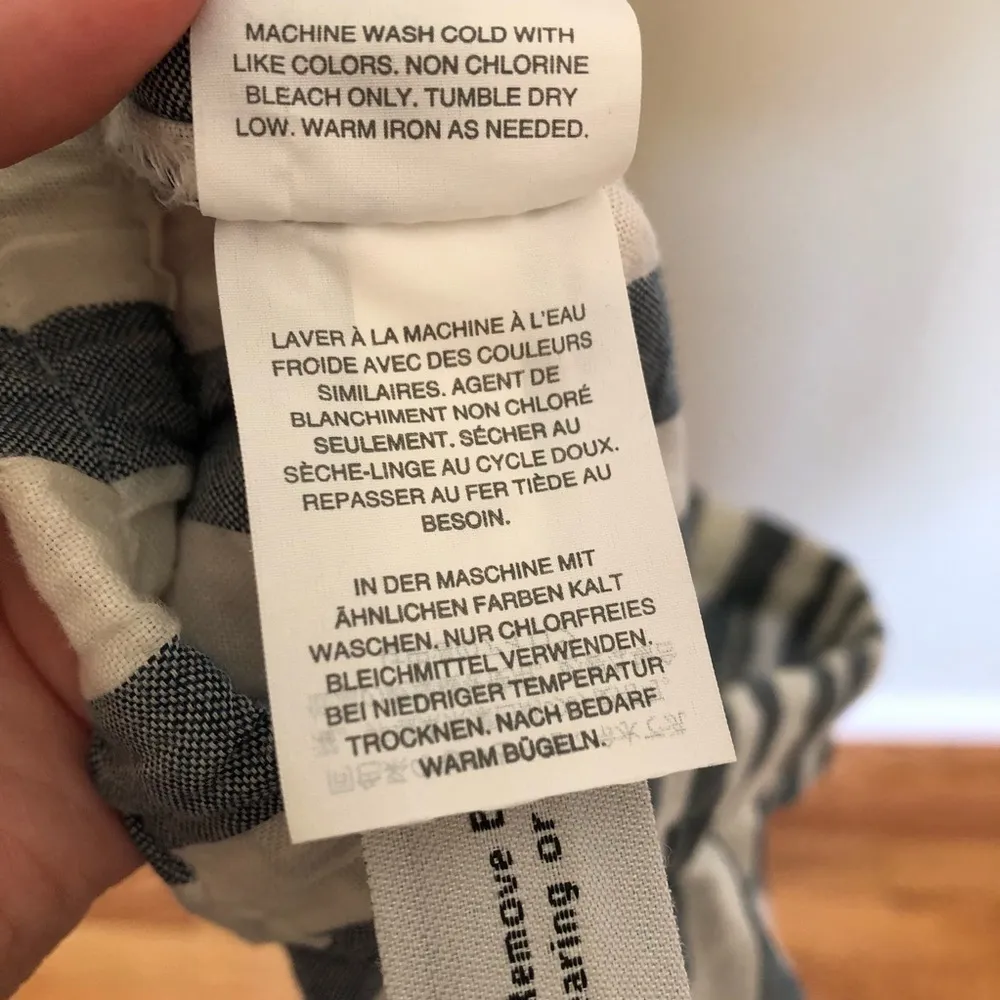 MACHINE WASH COLD WITH
LIKE COLORS. NON CHLORINE
BLEACH ONLY. TUMBLE DRY
LOW. WARM IRON AS NEEDED.
LAVER À LA MACHINE À L'EAU
FROIDE AVEC DES COULEURS
SIMILAIRES. AGENT DE
BLANCHIMENT NON CHLORÉ
SEULEMENT. SÉCHER AU
SÈCHE-LINGE AU CYCLE DOUX.
REPASSER AU FER TIÈDE AU
BESOIN.
IN DER MASCHINE MIT
ÄHNLICHEN FARBEN KALT
WASCHEN. NUR CHLORFREIES
BLEICHMITTEL VERWENDEN.
BEI NIEDRIGER TEMPERATUR
TROCKNEN. NACH BEDARF
WARM BÜGELN.
Remove
or